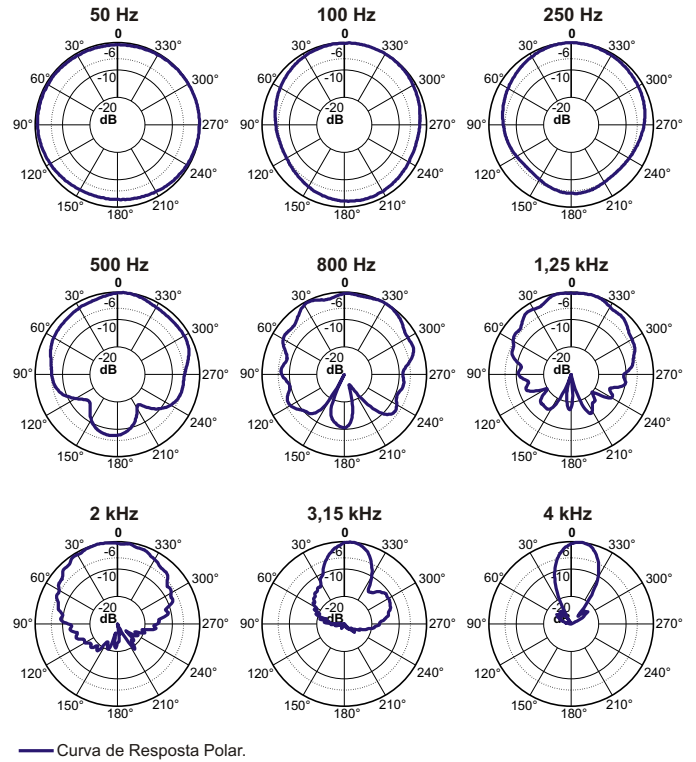 50 Hz 100 Hz 250 Hz
0 0 0
30° -6 330° 30° -6 330° 30° -6 330°
60° -10 300° 60° -10 300° 60° -10 300°
-20 -20 -20
90° dB 270° 90° dB 270° 90° dB 270°
120° 240° 120° 240° 120° 240°
150° 210° 150° 210° 150° 210°
180° 180° 180°
500 Hz 800 Hz 1,25 kHz
0 0 0
30° -6 330° 30° -6 330° 30° -6 330°
60° -10 300° 60° -10 300° 60° -10 300°
-20 -20 -20
90° dB 270° 90° dB 270° 90° dB 270°
120° 240° 120° 240° 120° 240°
150° 210° 150° 210° 150° 210°
180° 180° 180°
2 kHz 3,15 kHz 4 kHz
0 0 0
30° -6 330° 30° -6 330° 30° -6 330°
60° -10 300° 60° -10 300° 60° -10 300°
-20 -20 -20
90° dB 270° 90° dB 270° 90° dB 270°
120° 240° 120° 240° 120° 240°
150° 210° 150° 210° 150° 210°
180° 180° 180°
Curva de Resposta Polar.